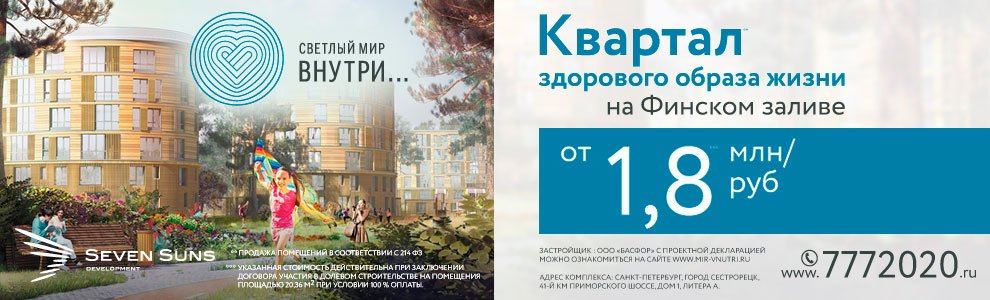 СВЕТЛЫЙ МИР
ВНУТРИ...
SEVEN SUNS
DEVELOPMENT
** ПРОДАЖА ПОМЕЩЕНИЙ В СООТВЕТСТВИИ С 214 ФЗ
*** УКАЗАННАЯ СТОИМОСТЬ ДЕЙСТВИТЕЛЬНА ПРИ ЗАКЛЮЧЕНИИ
ДОГОВОРА УЧАСТИЯ В ДОЛЕВОМ СТРОИТЕЛЬСТВЕ НА ПОМЕЩЕНИЯ
ПЛОЩАДЬЮ 20.36 М² ПРИ УСЛОВИИ 100 % ОПЛАТЫ.
Квартал**
здорового образа жизни
на Финском заливе
от 1,8*** млн/
руб
ЗАСТРОЙЩИК : ООО «БАСФОР» С ПРОЕКТНОЙ ДЕКЛАРАЦИЕЙ
МОЖНО ОЗНАКОМИТЬСЯ НА САЙТЕ WWW.MIR-VNUTRI.RU
АДРЕС КОМПЛЕКСА: САНКТ-ПЕТЕРБУРГ, ГОРОД СЕСТРОРЕЦК,
41-Й КМ ПРИМОРСКОГО ШОССЕ, ДОМ 1, ЛИТЕРА А.
www.7772020.ru